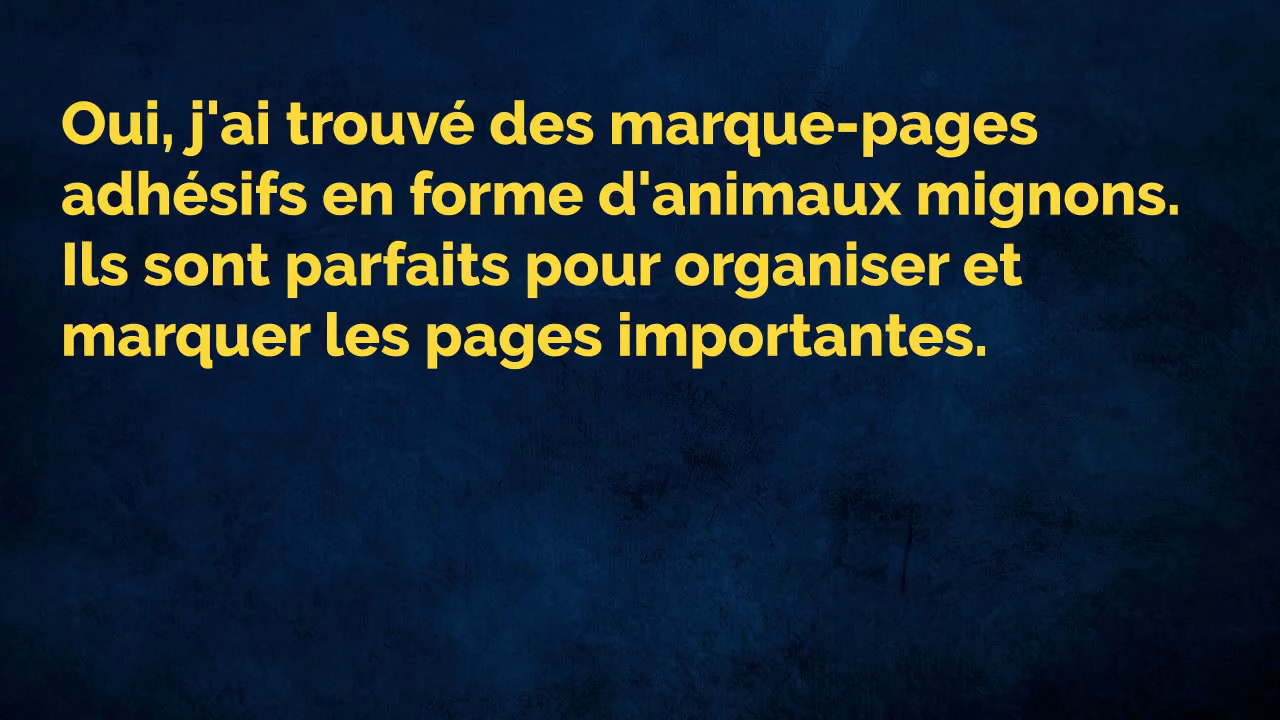 Oui, j'ai trouvé des marque-pages
adhésifs en forme d'animaux mignons.
Ils sont parfaits pour organiser et
marquer les pages importantes.